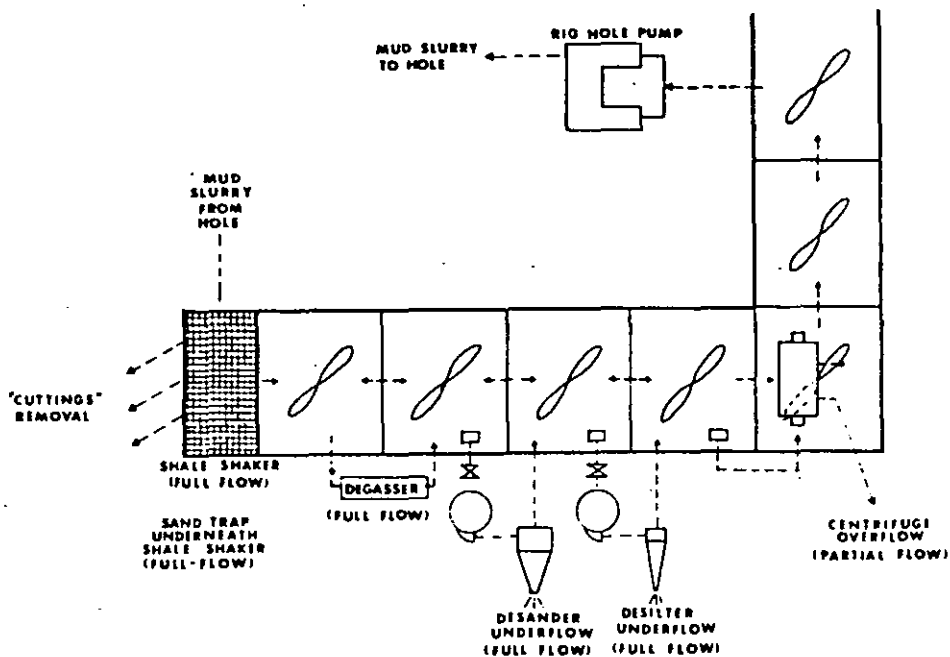 RIG HOLE PUMP
MUD SLURRY
TO HOLE
MUD
SLURRY
FROM
HOLE
"CUTTINGS"
REMOVAL
SHALE SHAKER
(FULL FLOW)
SAND TRAP
UNDERNEATH
SHALE SHAKER
(FULL-FLOW)
DEGASSER
(FULL FLOW)
DESANDER
UNDERFLOW
(FULL FLOW)
DESILTER
UNDERFLOW
(FULL FLOW)
CENTRIFUGE
OVERFLOW
(PARTIAL FLOW)